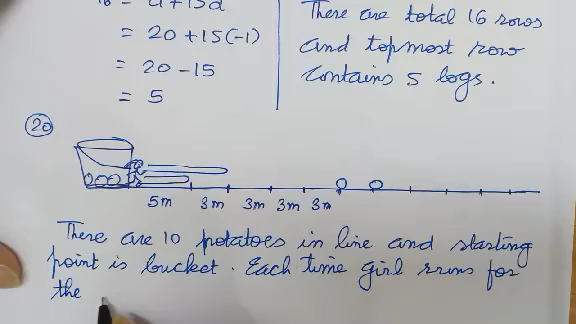 16 = a + 15d
= 20 + 15(-1)
= 20 - 15
= 5
There are total 16 rows
and topmost row
contains 5 logs.
20
5m 3m 3m 3m 3m
There are 10 potatoes in line and starting
point is bucket. Each time girl runs for
the